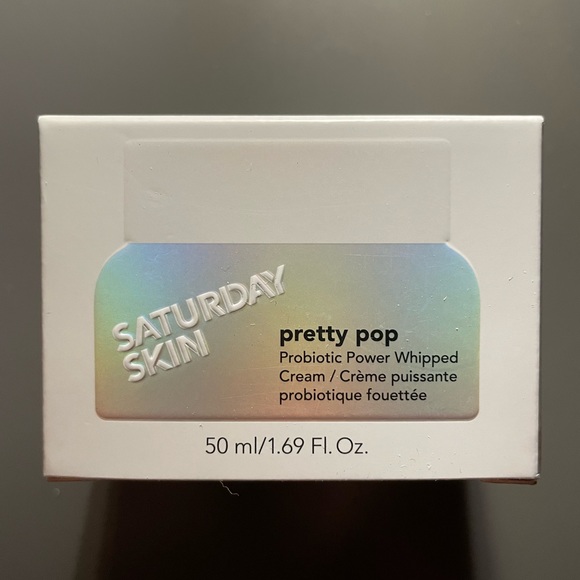 SATURDAY
SKIN
pretty pop
Probiotic Power Whipped
Cream / Crème puissante
probiotique fouettée
50 ml/1.69 Fl. Oz.